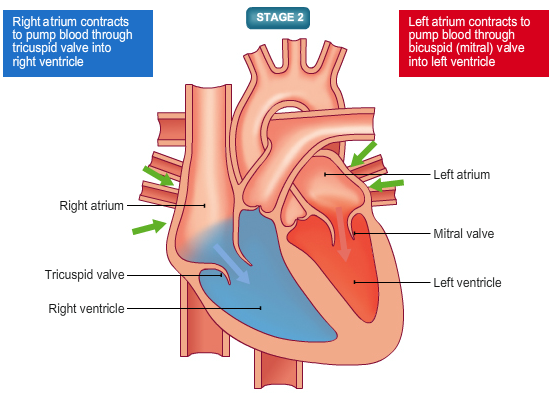 Right atrium contracts
to pump blood through
tricuspid valve into
right ventricle
STAGE 2
Left atrium contracts to
pump blood through
bicuspid (mitral) valve
into left ventricle
Left atrium
Right atrium
Mitral valve
Tricuspid valve
Left ventricle
Right ventricle